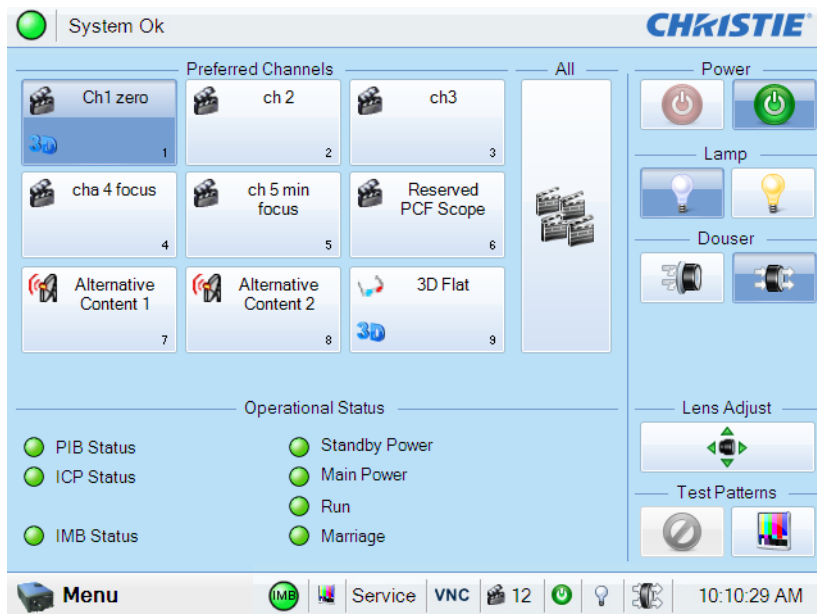 System Ok
CHRISTIE
Preferred Channels
All
Power
Ch1 zero
3D
1
ch 2
2
ch3
3
Lamp
cha 4 focus
4
ch 5 min
focus
5
Reserved
PCF Scope
6
Douser
Alternative
Content 1
7
Alternative
Content 2
8
3D Flat
3D
9
Operational Status
Lens Adjust
PIB Status
Standby Power
ICP Status
Main Power
Run
Test Patterns
IMB Status
Marriage
Menu
IMB
Service
VNC
12
10:10:29 AM